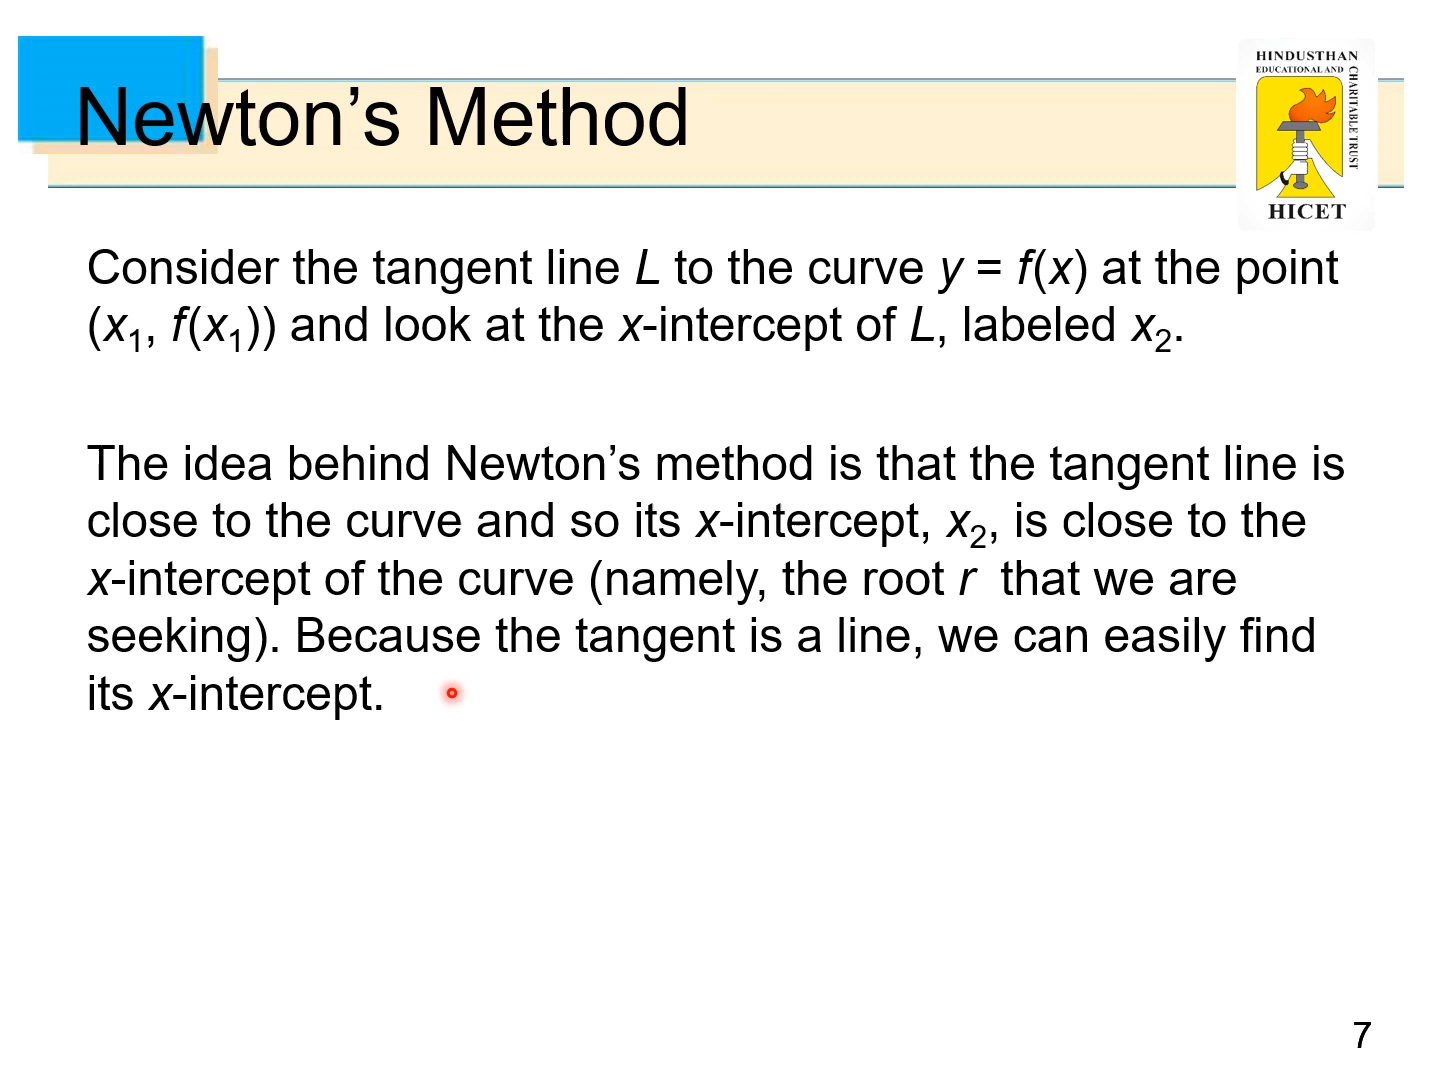 Newton’s Method
HINDUSTHAN
EDUCATIONAL AND
CHARITABLE TRUST
HICET
Consider the tangent line L to the curve y = f(x) at the point
(x₁, f(x₁)) and look at the x-intercept of L, labeled x₂.
The idea behind Newton’s method is that the tangent line is
close to the curve and so its x-intercept, x₂, is close to the
x-intercept of the curve (namely, the root r that we are
seeking). Because the tangent is a line, we can easily find
its x-intercept.
7